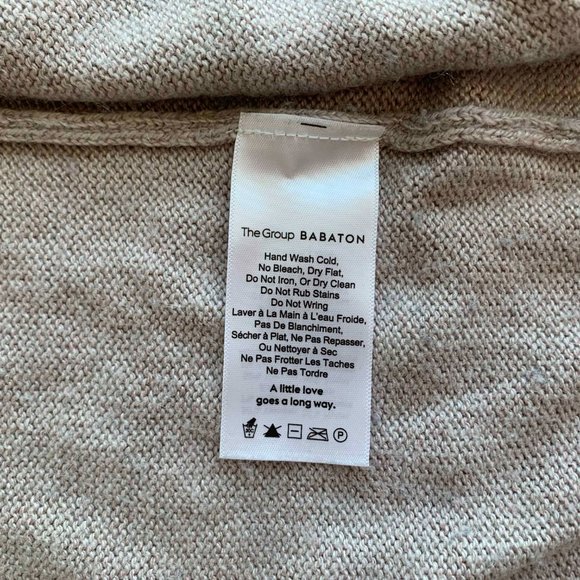 The Group BABATON
Hand Wash Cold,
No Bleach, Dry Flat,
Do Not Iron, Or Dry Clean
Do Not Rub Stains
Do Not Wring
Laver à La Main à L'eau Froide,
Pas De Blanchiment,
Sécher à Plat, Ne Pas Repasser,
Ou Nettoyer à Sec
Ne Pas Frotter Les Taches
Ne Pas Tordre
A little love
goes a long way.
P